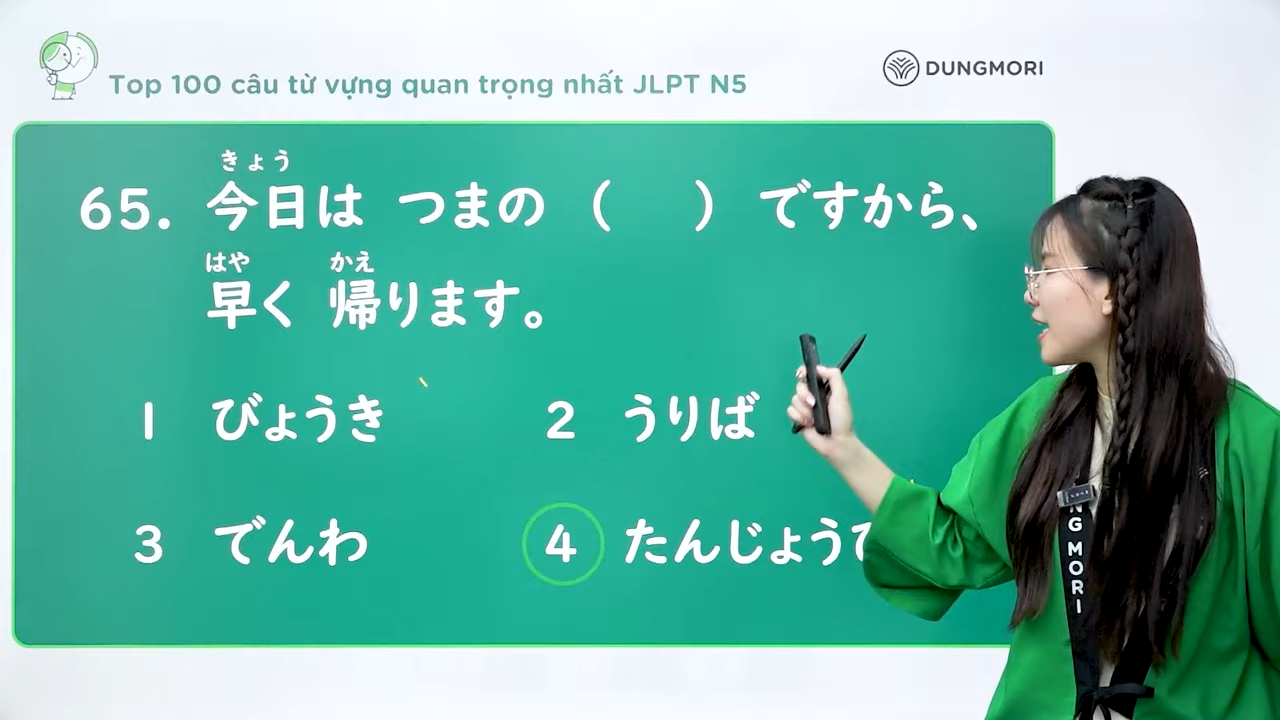 Top 100 câu từ vựng quan trọng nhất JLPT N5
DUNGMORI
きょう
65. 今日は つまの （ ） ですから、
はや かえ
早く 帰ります。
1 びょうき 2 うりば
3 でんわ 4 たんじょう
NG MORI